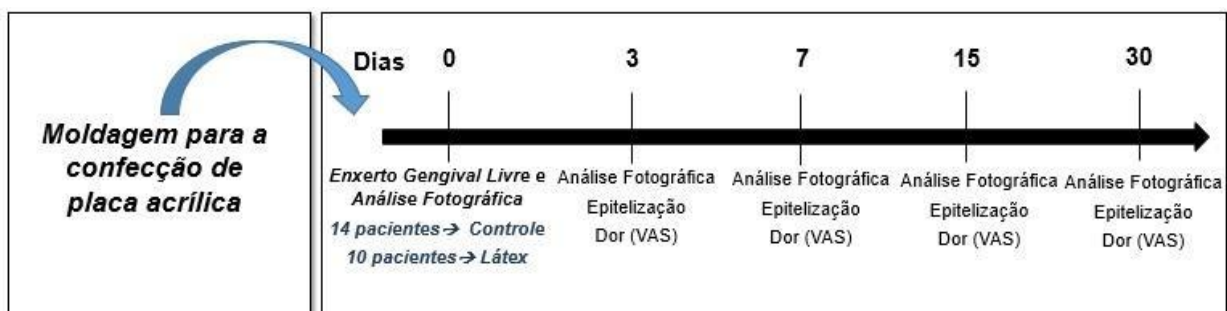 Moldagem para a
confecção de
placa acrílica
Dias 0 3 7 15 30
Enxerto Gengival Livre e
Análise Fotográfica
14 pacientes→ Controle
10 pacientes→ Látex
Análise Fotográfica
Epitelização
Dor (VAS)
Análise Fotográfica
Epitelização
Dor (VAS)
Análise Fotográfica
Epitelização
Dor (VAS)
Análise Fotográfica
Epitelização
Dor (VAS)